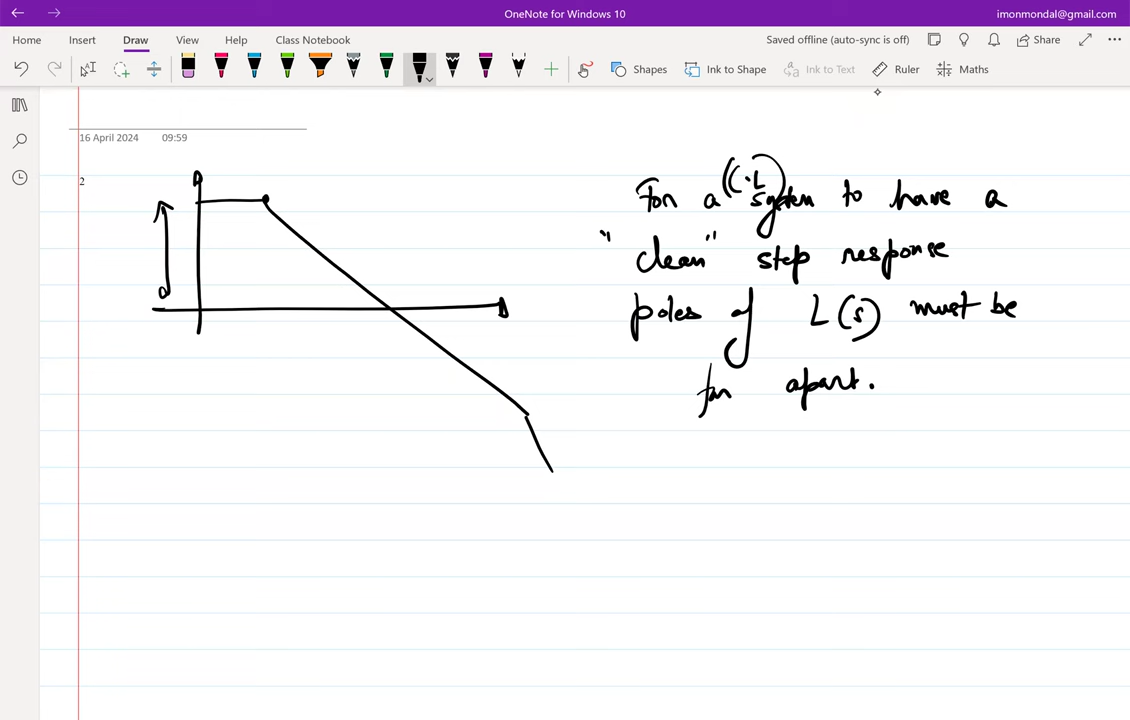 OneNote for Windows 10
imonmondal@gmail.com
Home Insert Draw View Help Class Notebook
Saved offline (auto-sync is off) Share
Shapes Ink to Shape Ink to Text Ruler Maths
16 April 2024 09:59
2
For a (C.L) system to have a
"clean" step response
poles of L(s) must be
far apart.